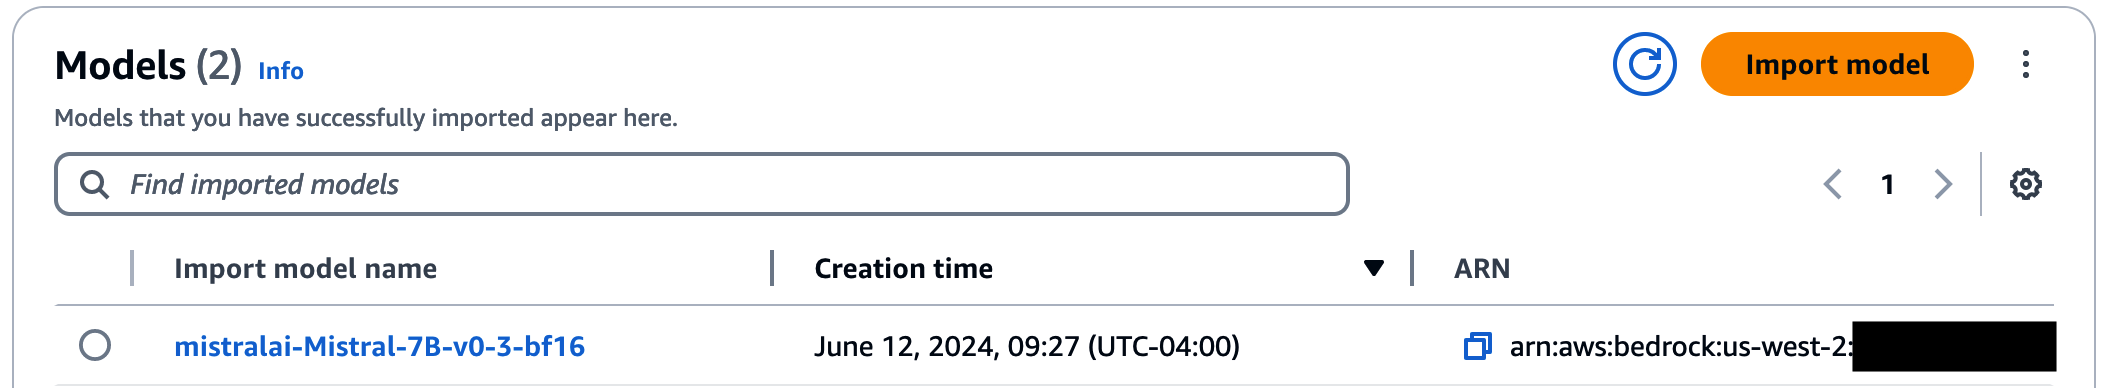 Models (2) Info
Import model
Models that you have successfully imported appear here.
Find imported models
1
Import model name Creation time ARN
mistralai-Mistral-7B-v0-3-bf16 June 12, 2024, 09:27 (UTC-04:00) arn:aws:bedrock:us-west-2: